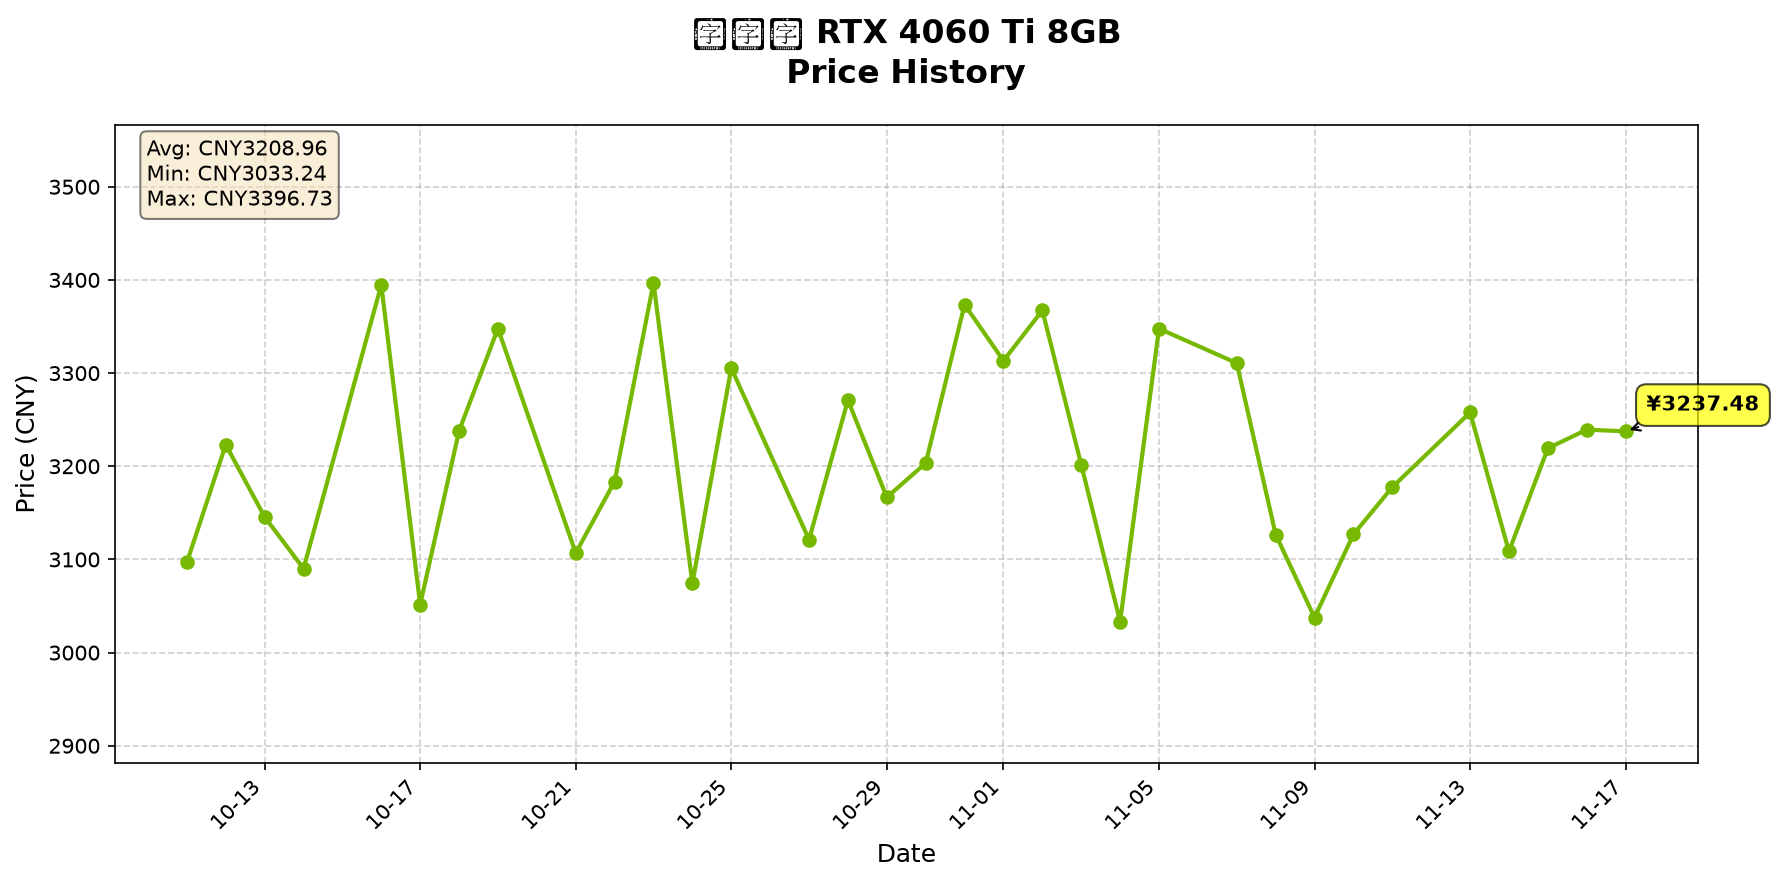 RTX 4060 Ti 8GB
Price History
Avg: CNY3208.96
Min: CNY3033.24
Max: CNY3396.73
3500
3400
3300
3200
3100
3000
2900
Price (CNY)
¥3237.48
10-13
10-17
10-21
10-25
10-29
11-01
11-05
11-09
11-13
11-17
Date